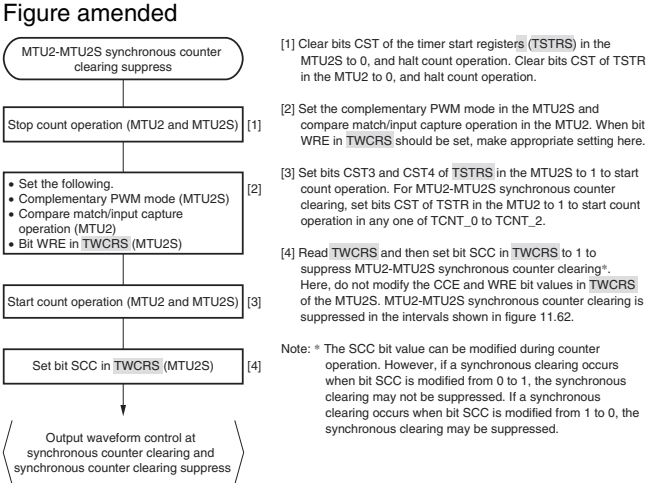 Figure amended
MTU2-MTU2S synchronous counter
clearing suppress
Stop count operation (MTU2 and MTU2S) [1]
• Set the following. [2]
• Complementary PWM mode (MTU2S)
• Compare match/input capture
operation (MTU2)
• Bit WRE in TWCRS (MTU2S)
Start count operation (MTU2 and MTU2S) [3]
Set bit SCC in TWCRS (MTU2S) [4]
Output waveform control at
synchronous counter clearing and
synchronous counter clearing suppress
[1] Clear bits CST of the timer start registers (TSTRS) in the
MTU2S to 0, and halt count operation. Clear bits CST of TSTR
in the MTU2 to 0, and halt count operation.
[2] Set the complementary PWM mode in the MTU2S and
compare match/input capture operation in the MTU2. When bit
WRE in TWCRS should be set, make appropriate setting here.
[3] Set bits CST3 and CST4 of TSTRS in the MTU2S to 1 to start
count operation. For MTU2-MTU2S synchronous counter
clearing, set bits CST of TSTR in the MTU2 to 1 to start count
operation in any one of TCNT_0 to TCNT_2.
[4] Read TWCRS and then set bit SCC in TWCRS to 1 to
suppress MTU2-MTU2S synchronous counter clearing*.
Here, do not modify the CCE and WRE bit values in TWCRS
of the MTU2S. MTU2-MTU2S synchronous counter clearing is
suppressed in the intervals shown in figure 11.62.
Note: * The SCC bit value can be modified during counter
operation. However, if a synchronous clearing occurs
when bit SCC is modified from 0 to 1, the synchronous
clearing may not be suppressed. If a synchronous
clearing occurs when bit SCC is modified from 1 to 0, the
synchronous clearing may be suppressed.